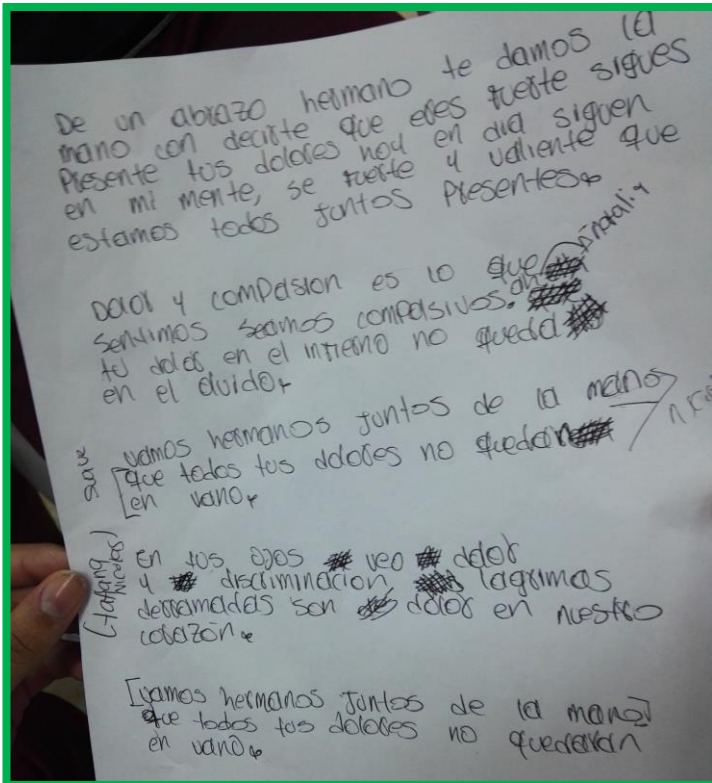 De un abrazo hermano te damos la
mano con decirte que eres fuerte sigues
Presente tus dolores hoy en dia siguen
en mi mente, se fuerte y valiente que
estamos todos juntos presentes.
Dolor y compasion es lo que
sentimos seamos compasivos.
tu dolor en el infierno no queda
en el olvido.
vamos hermanos juntos de la mano
que todos tus dolores no quedaran
en vano.
En tus ojos veo dolor
y discriminacion lagrimas
derramadas son dolor en nuestro
corazón.
[vamos hermanos juntos de la mano]
que todos tus dolores no quedaran
en vano.